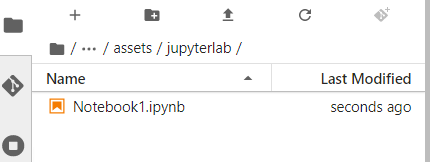 / ••• / assets / jupyterlab /
Name Last Modified
Notebook1.ipynb seconds ago